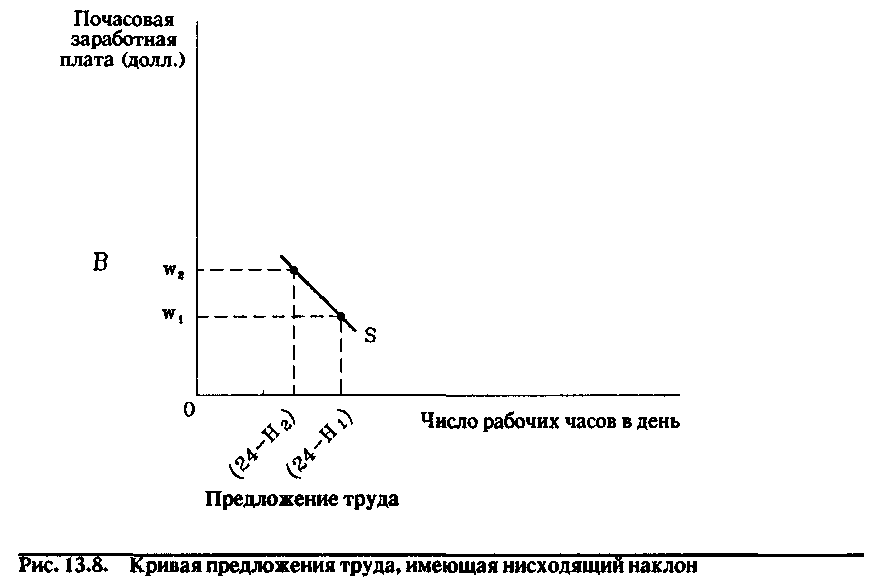 Почасовая
заработная
плата (долл.)
В
w₂
w₁
S
0
(24–H₂)
(24–H₁)
Число рабочих часов в день
Предложение труда
Рис. 13.8. Кривая предложения труда, имеющая нисходящий наклон